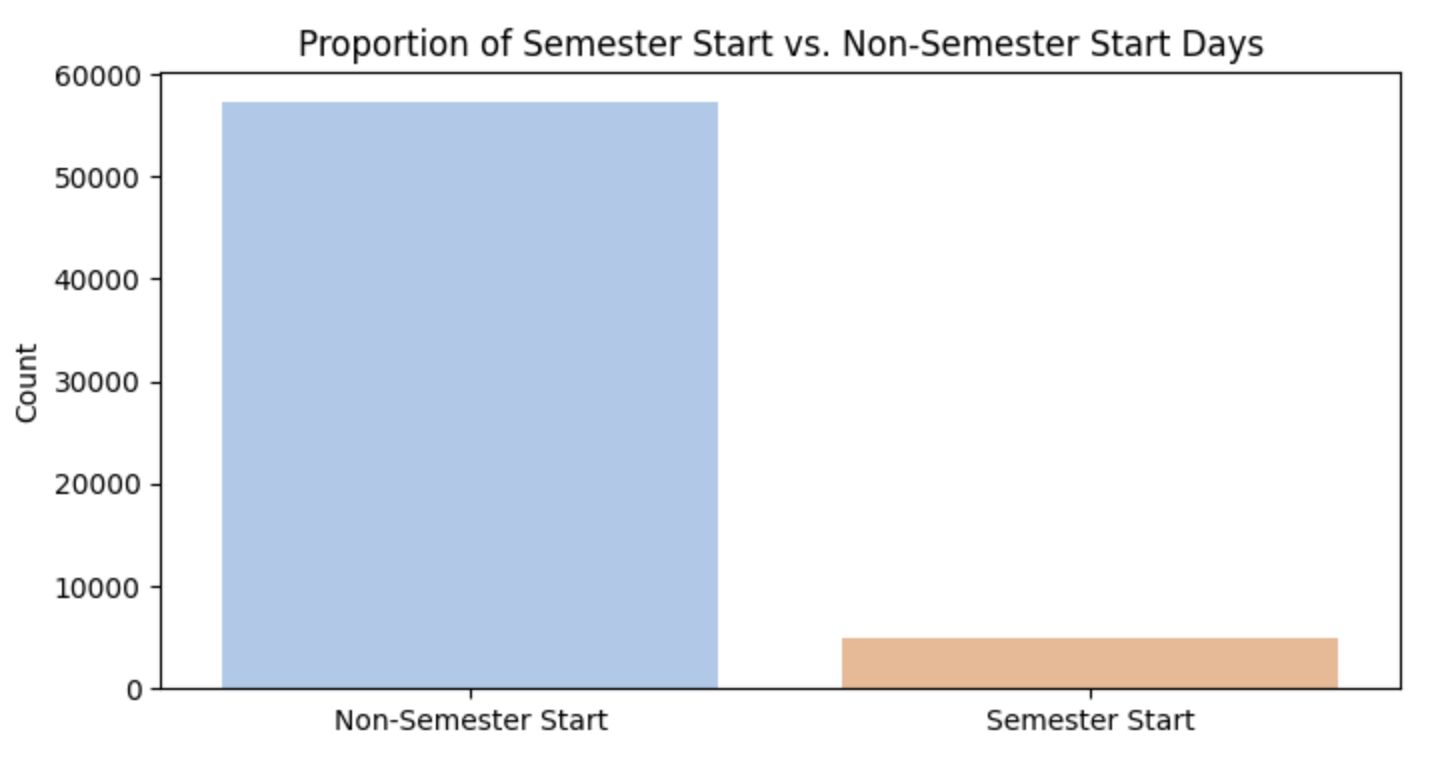 Proportion of Semester Start vs. Non-Semester Start Days
60000
50000
40000
30000
20000
10000
0
Count
Non-Semester Start
Semester Start